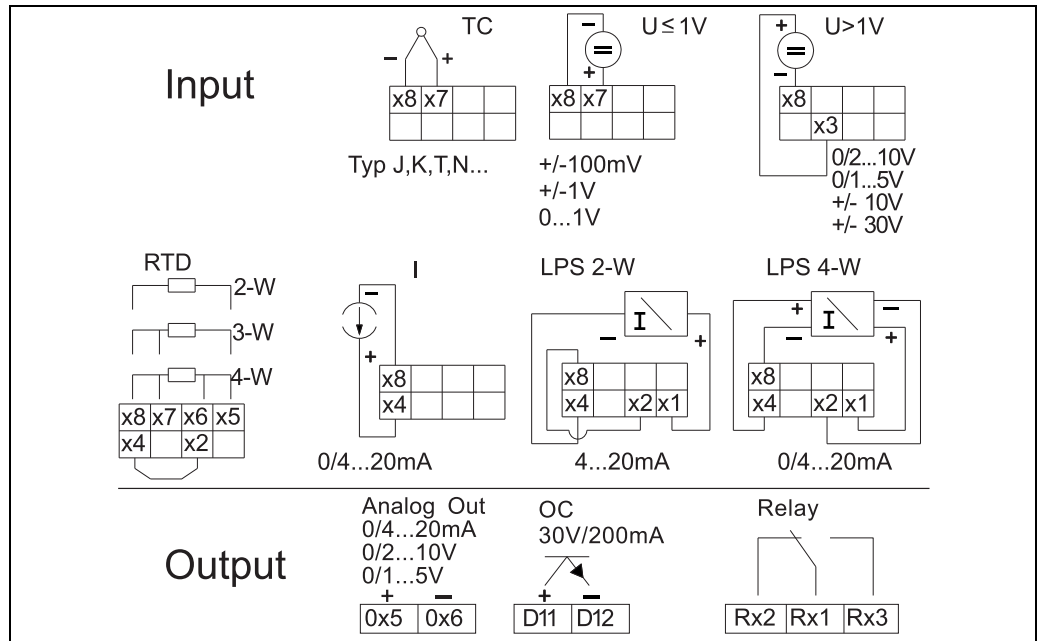 Input
TC
− +
x8 x7
Typ J,K,T,N...
U ≤ 1V
−
+
x8 x7
+/-100mV
+/-1V
0...1V
U>1V
+
−
x8
x3
0/2...10V
0/1...5V
+/- 10V
+/- 30V
RTD
2-W
3-W
4-W
x8 x7 x6 x5
x4 x2
I
−
+
x8
x4
0/4...20mA
LPS 2-W
I
− +
x8
x4 x2 x1
4...20mA
LPS 4-W
+ I −
− +
x8
x4 x2 x1
0/4...20mA
Output
Analog Out
0/4...20mA
0/2...10V
0/1...5V
+ −
0x5 0x6
OC
30V/200mA
+ −
D11 D12
Relay
Rx2 Rx1 Rx3